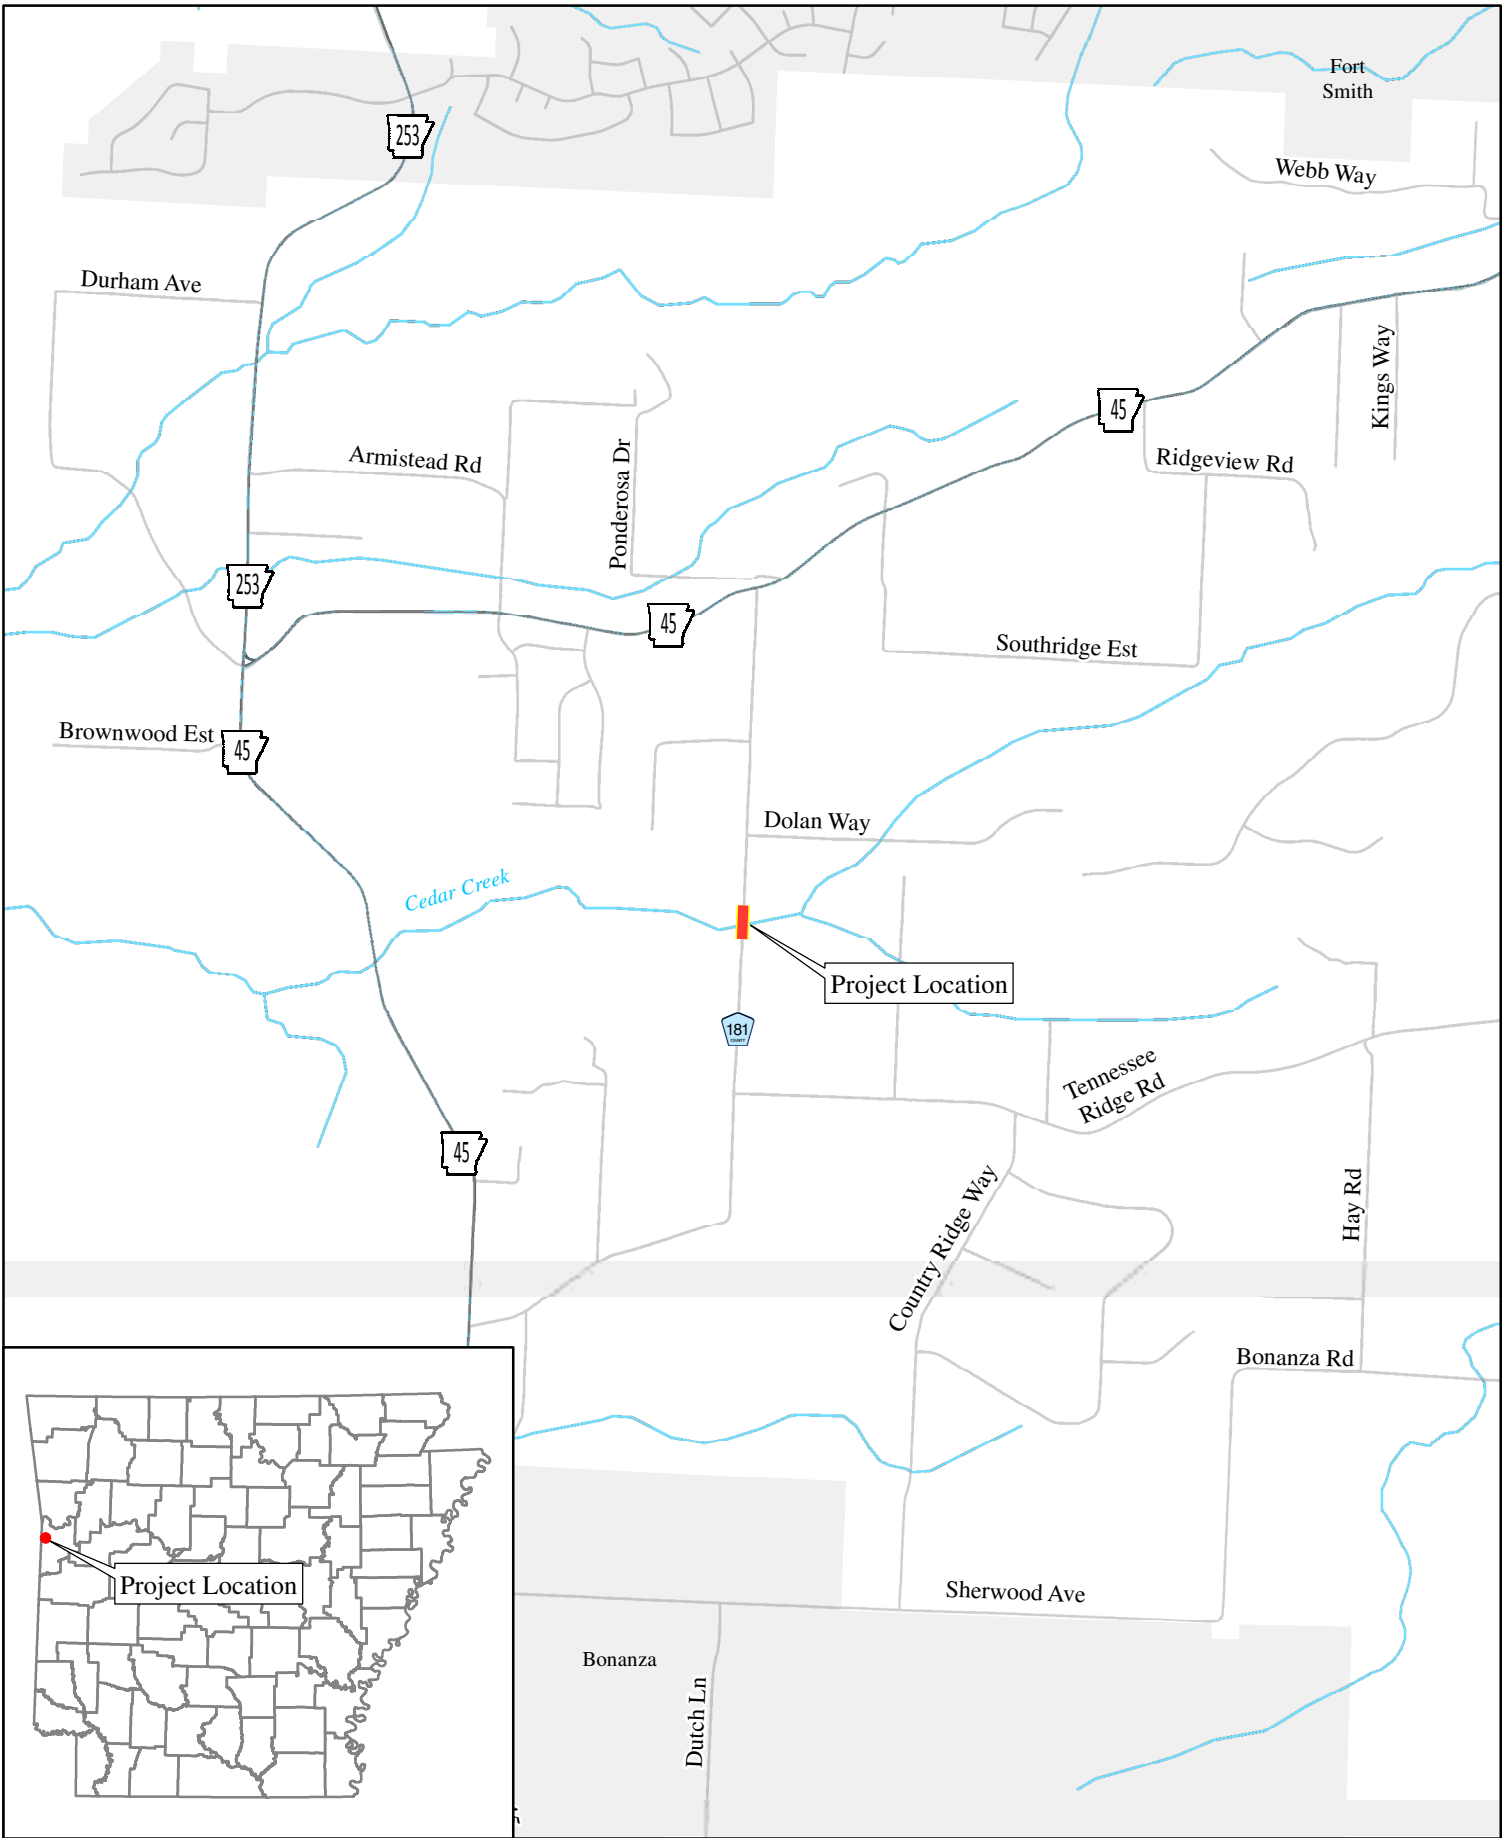 Fort
Smith
253
Webb Way
Durham Ave
Kings Way
45
Armistead Rd
Ponderosa Dr
Ridgeview Rd
253
45
Southridge Est
Brownwood Est
45
Dolan Way
Cedar Creek
Project Location
181
COUNTY
Tennessee
Ridge Rd
45
Country Ridge Way
Hay Rd
Bonanza Rd
Project Location
Sherwood Ave
Bonanza
Dutch Ln